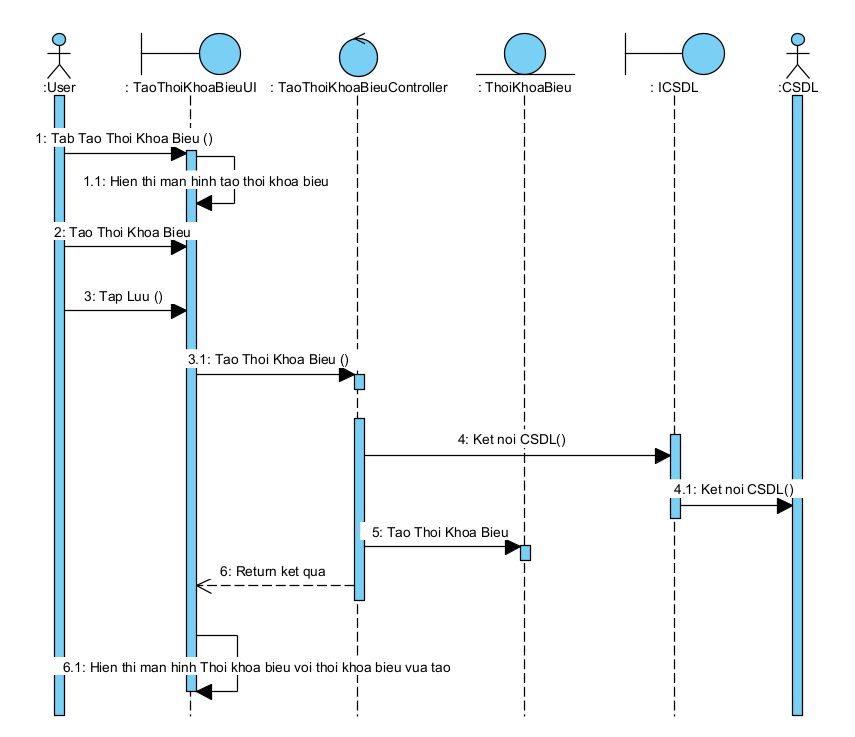 :User
: TaoThoiKhoaBieuUI
: TaoThoiKhoaBieuController
: ThoiKhoaBieu
: ICSDL
:CSDL
1: Tab Tao Thoi Khoa Bieu ()
1.1: Hien thi man hinh tao thoi khoa bieu
2: Tao Thoi Khoa Bieu
3: Tap Luu ()
3.1: Tao Thoi Khoa Bieu ()
4: Ket noi CSDL()
4.1: Ket noi CSDL()
5: Tao Thoi Khoa Bieu
6: Return ket qua
6.1: Hien thi man hinh Thoi khoa bieu voi thoi khoa bieu vua tao